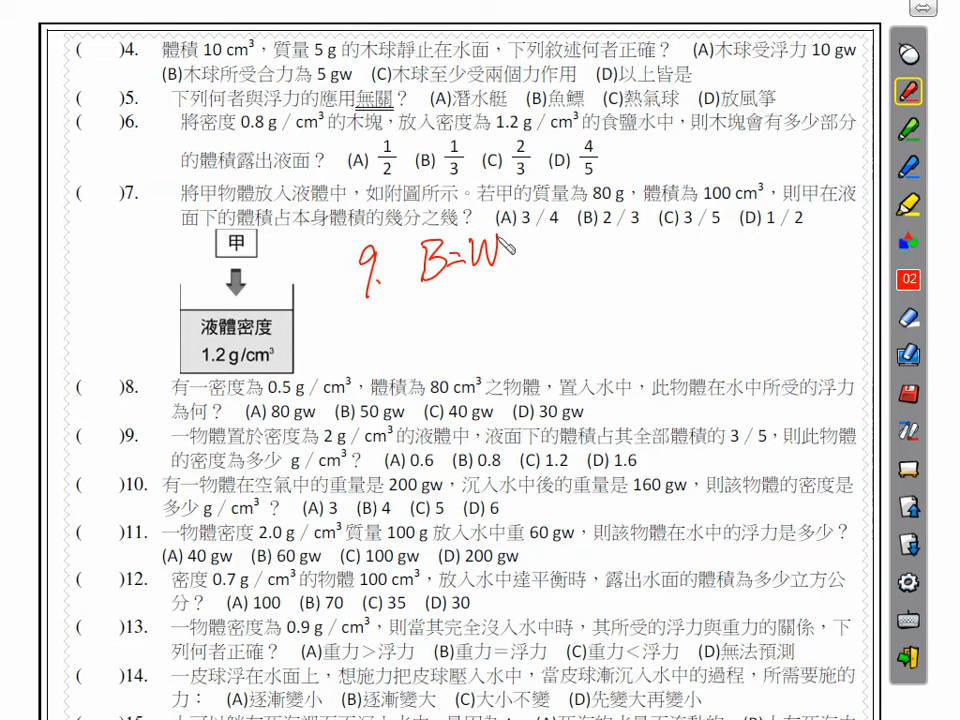 (　　)4. 體積 10 cm³，質量 5 g 的木球靜止在水面，下列敘述何者正確？ (A)木球受浮力 10 gw
(B)木球所受合力為 5 gw (C)木球至少受兩個力作用 (D)以上皆是
(　　)5. 下列何者與浮力的應用無關？ (A)潛水艇 (B)魚鰾 (C)熱氣球 (D)放風箏
(　　)6. 將密度 0.8 g / cm³的木塊，放入密度為 1.2 g / cm³的食鹽水中，則木塊會有多少部分
的體積露出液面？ (A) 1/2 (B) 1/3 (C) 2/3 (D) 4/5
(　　)7. 將甲物體放入液體中，如附圖所示。若甲的質量為 80 g，體積為 100 cm³，則甲在液
面下的體積占本身體積的幾分之幾？ (A) 3 / 4 (B) 2 / 3 (C) 3 / 5 (D) 1 / 2
甲
9. B=W
液體密度
1.2 g/cm³
(　　)8. 有一密度為 0.5 g / cm³，體積為 80 cm³之物體，置入水中，此物體在水中所受的浮力
為何？ (A) 80 gw (B) 50 gw (C) 40 gw (D) 30 gw
(　　)9. 一物體置於密度為 2 g / cm³的液體中，液面下的體積占其全部體積的 3 / 5，則此物體
的密度為多少 g / cm³？ (A) 0.6 (B) 0.8 (C) 1.2 (D) 1.6
(　　)10. 有一物體在空氣中的重量是 200 gw，沉入水中後的重量是 160 gw，則該物體的密度是
多少 g / cm³ ？ (A) 3 (B) 4 (C) 5 (D) 6
(　　)11. 一物體密度 2.0 g / cm³質量 100 g 放入水中重 60 gw，則該物體在水中的浮力是多少？
(A) 40 gw (B) 60 gw (C) 100 gw (D) 200 gw
(　　)12. 密度 0.7 g / cm³的物體 100 cm³，放入水中達平衡時，露出水面的體積為多少立方公
分？ (A) 100 (B) 70 (C) 35 (D) 30
(　　)13. 一物體密度為 0.9 g / cm³，則當其完全沒入水中時，其所受的浮力與重力的關係，下
列何者正確？ (A)重力＞浮力 (B)重力＝浮力 (C)重力＜浮力 (D)無法預測
(　　)14. 一皮球浮在水面上，想施力把皮球壓入水中，當皮球漸沉入水中的過程，所需要施的
力： (A)逐漸變小 (B)逐漸變大 (C)大小不變 (D)先變大再變小
02